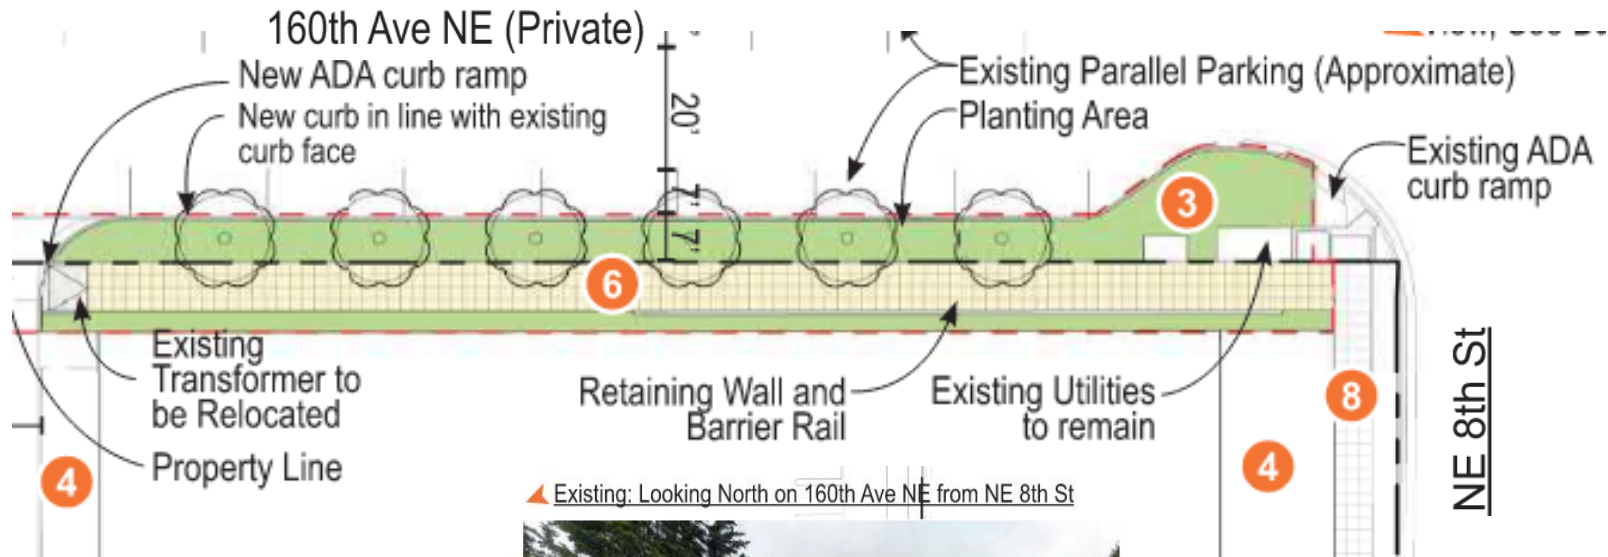 160th Ave NE (Private)
New ADA curb ramp
New curb in line with existing
curb face
20'
7'
7'
Existing Parallel Parking (Approximate)
Planting Area
Existing ADA
curb ramp
3
6
Existing
Transformer to
be Relocated
Property Line
Retaining Wall and
Barrier Rail
Existing Utilities
to remain
8
4
4
NE 8th St
Existing: Looking North on 160th Ave NE from NE 8th St